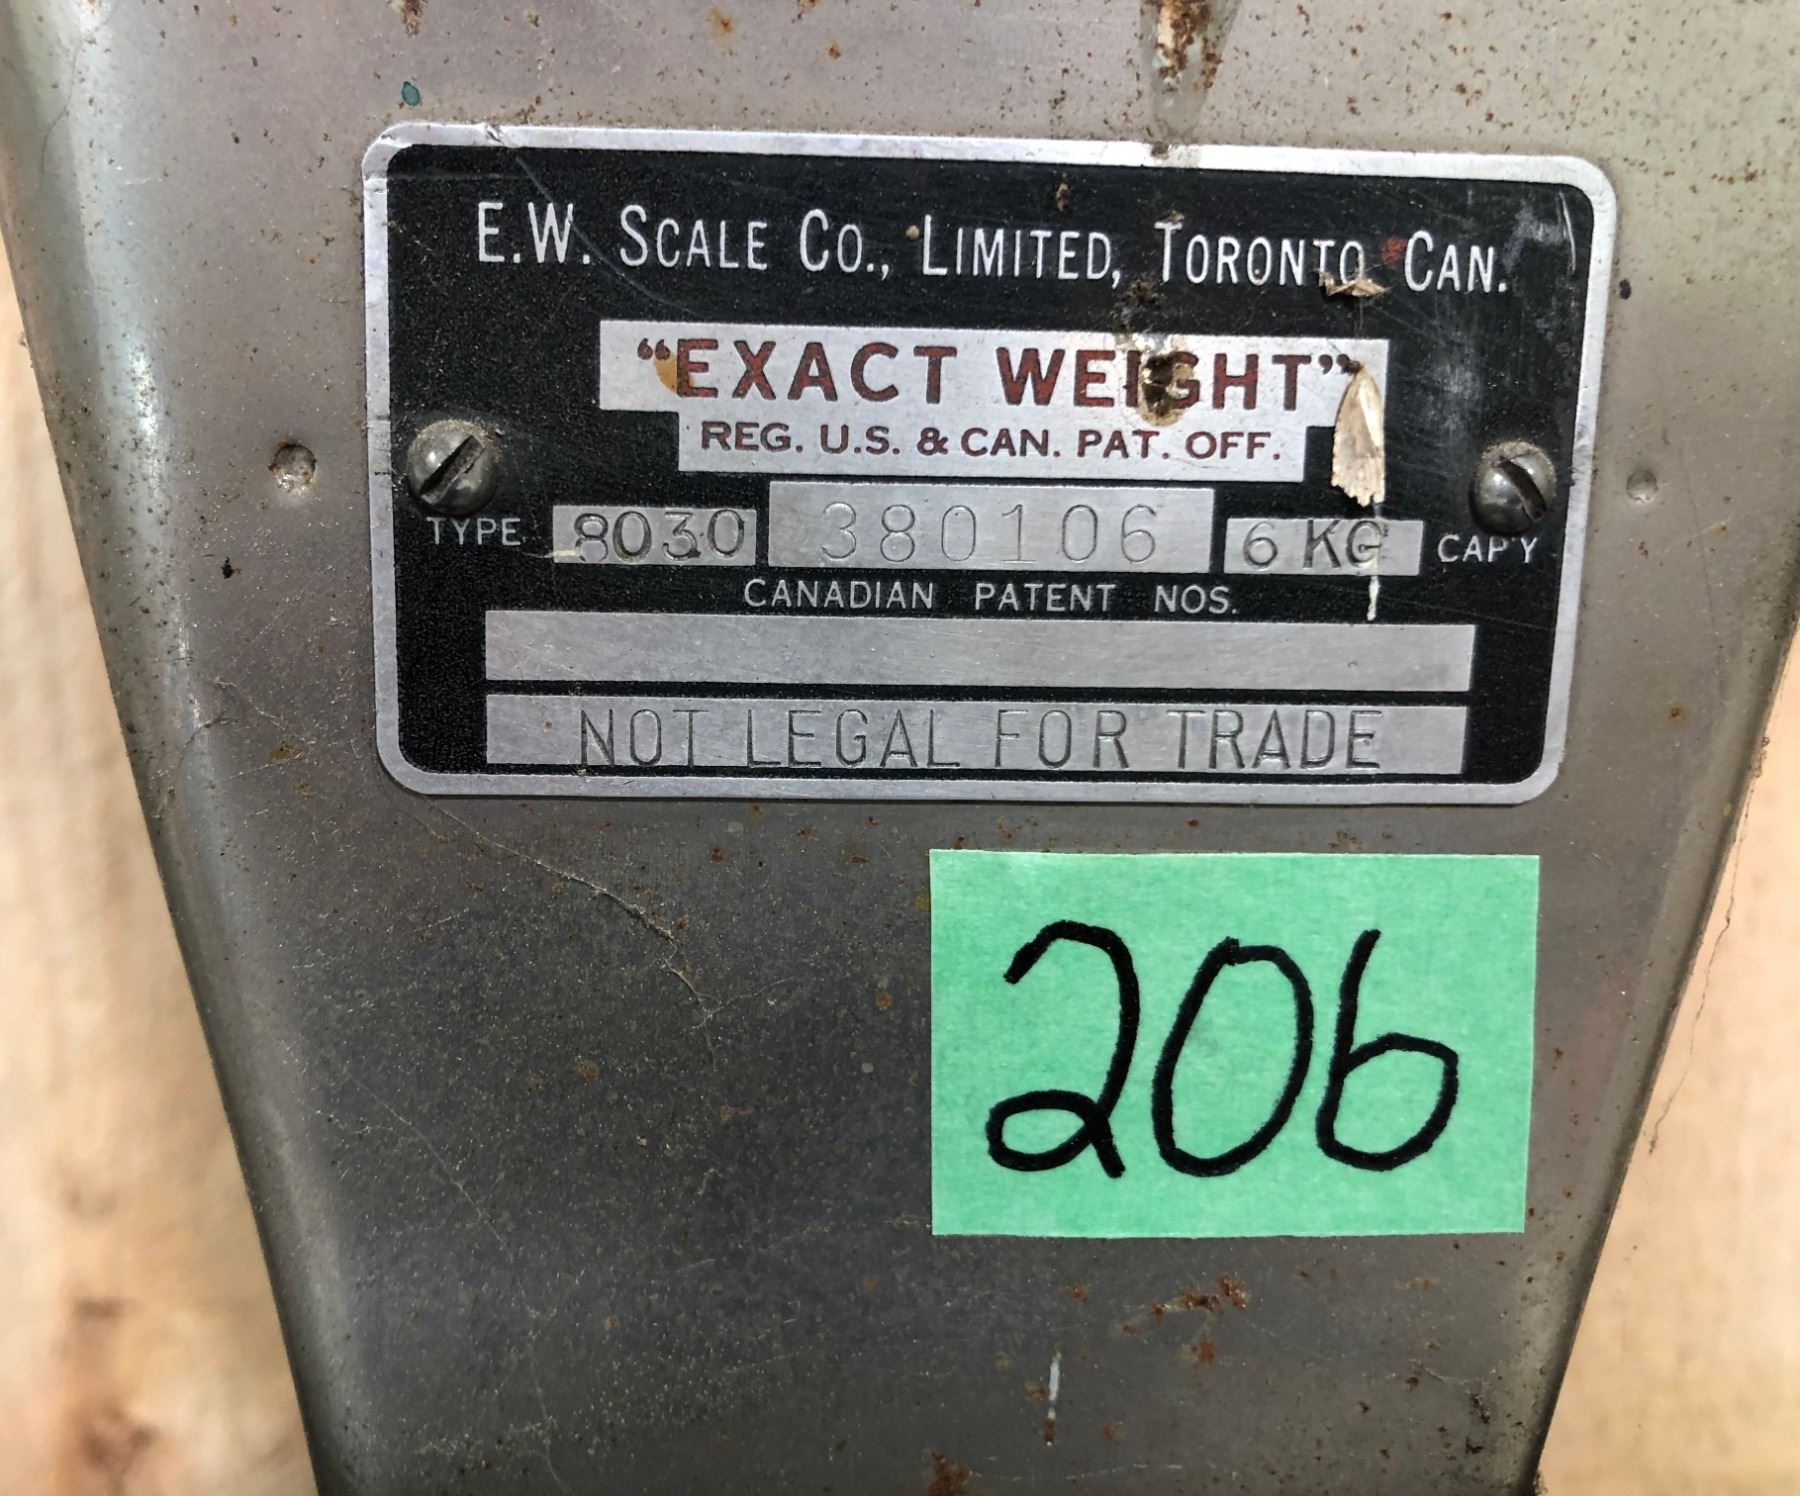 E.W. SCALE CO., LIMITED, TORONTO CAN.
"EXACT WEIGHT"
REG. U.S. & CAN. PAT. OFF.
TYPE 8030 380106 6 KG CAP'Y
CANADIAN PATENT NOS.
NOT LEGAL FOR TRADE
206